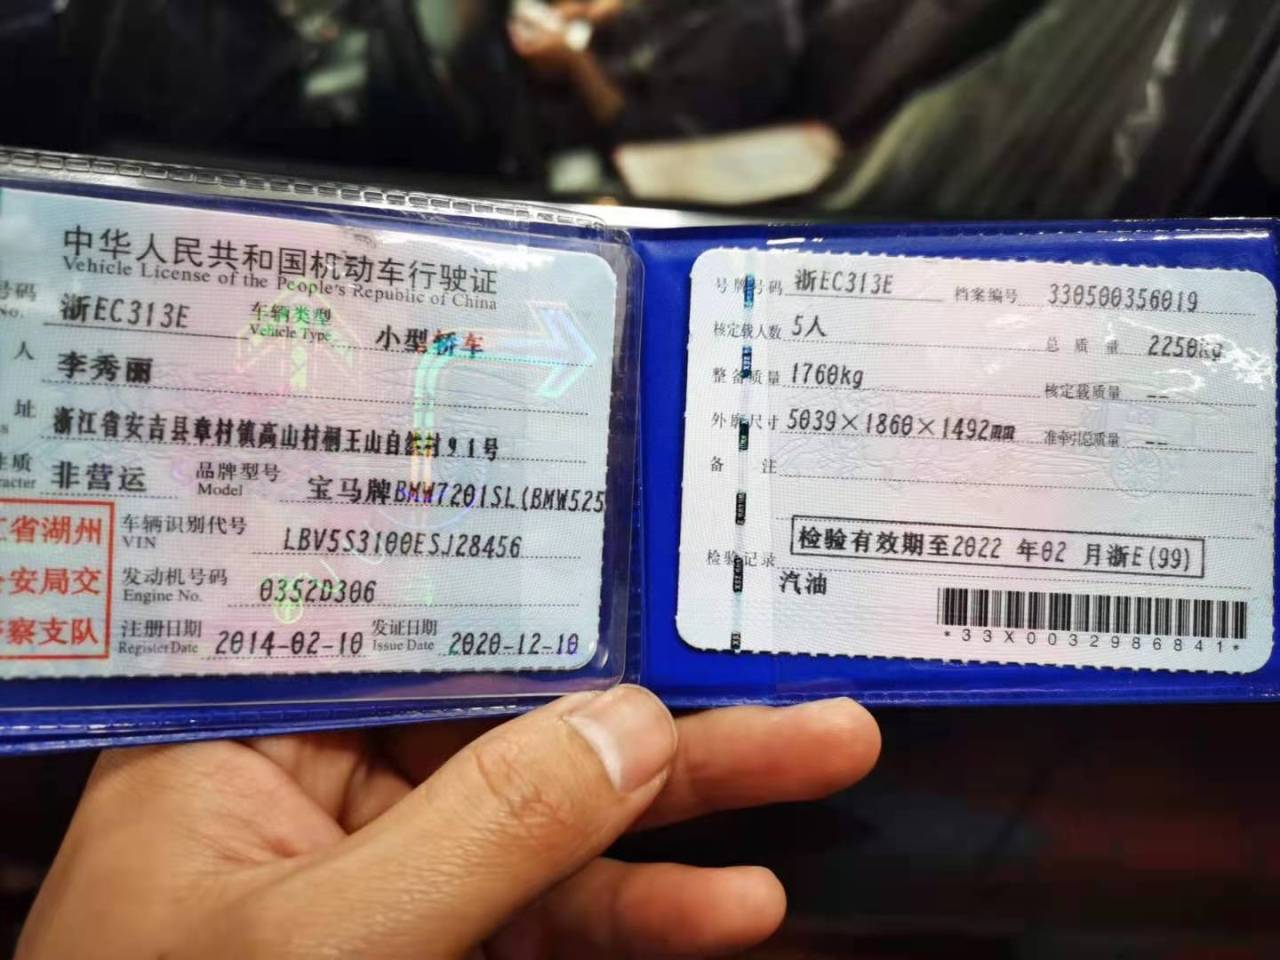 中华人民共和国机动车行驶证
Vehicle License of the People's Republic of China
号码 浙EC313E 车辆类型 小型轿车
No. Vehicle Type
人 李秀丽
址 浙江省安吉县章村镇高山村桐王山自然村91号
性质 非营运 品牌型号 宝马牌BMW7201SL(BMW525
racter Model
江省湖州
公安局交
警察支队
车辆识别代号 LBV5S3100ESJ28456
VIN
发动机号码 0352D306
Engine No.
注册日期 2014-02-10 发证日期 2020-12-10
Register Date Issue Date
号牌号码 浙EC313E 档案编号 330500356019
核定载人数 5人 总质量 2250kg
整备质量 1760kg 核定载质量 --
外廓尺寸 5039×1860×1492mm 准牵引总质量 --
备注
检验记录 检验有效期至2022 年02 月浙E(99)
汽油
*33X0032986841*